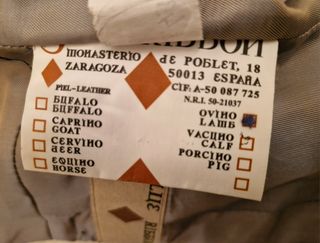 RIBBON
MONASTERIO DE POBLET, 18
ZARAGOZA 50013 ESPAÑA
PIEL-LEATHER CIF: A-50 087 725
N.R.I. 50-21037
BUFALO
BUFFALO
OVINO
LAMB
CAPRINO
GOAT
VACUNO
CALF
CERVINO
DEER
PORCINO
PIG
EQUINO
HORSE